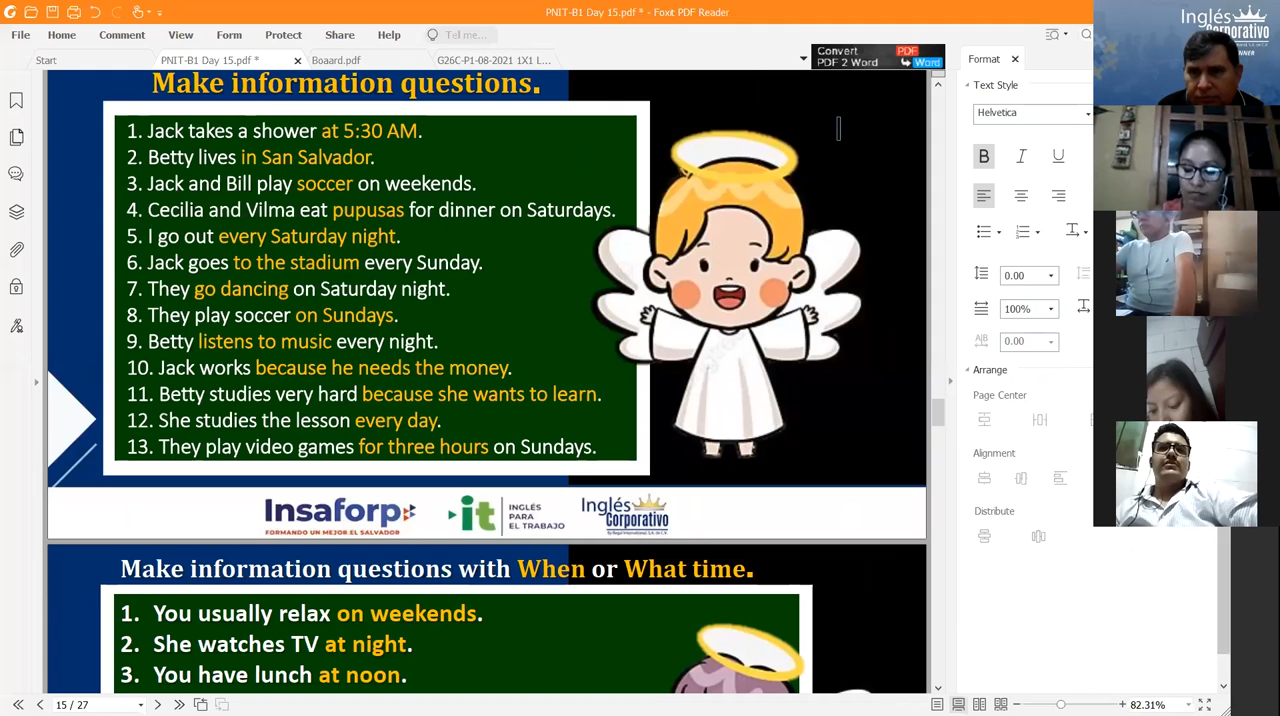 PNIT-B1 Day 15.pdf * - Foxit PDF Reader
File Home Comment View Form Protect Share Help Tell me...
Start PNIT-B1 Day 15.pdf * Boaard.pdf G26C-P1-08-2021 1X1 L...
Convert PDF
PDF 2 Word Word
Make information questions.
1. Jack takes a shower at 5:30 AM.
2. Betty lives in San Salvador.
3. Jack and Bill play soccer on weekends.
4. Cecilia and Vilma eat pupusas for dinner on Saturdays.
5. I go out every Saturday night.
6. Jack goes to the stadium every Sunday.
7. They go dancing on Saturday night.
8. They play soccer on Sundays.
9. Betty listens to music every night.
10. Jack works because he needs the money.
11. Betty studies very hard because she wants to learn.
12. She studies the lesson every day.
13. They play video games for three hours on Sundays.
Insaforp
FORMANDO UN MEJOR EL SALVADOR
it INGLÉS
PARA
EL TRABAJO
Inglés
Corporativo
Make information questions with When or What time.
1. You usually relax on weekends.
2. She watches TV at night.
3. You have lunch at noon.
Format
Text Style
Helvetica
B I U
0.00
100%
0.00
Arrange
Page Center
Alignment
Distribute
Inglés
Corporativo
15 / 27
82.31%